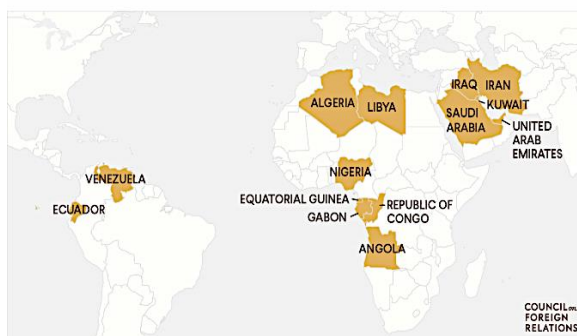 ALGERIA
LIBYA
IRAQ
IRAN
KUWAIT
SAUDI
ARABIA
UNITED
ARAB
EMIRATES
VENEZUELA
ECUADOR
NIGERIA
EQUATORIAL GUINEA
GABON
REPUBLIC OF
CONGO
ANGOLA
COUNCIL on
FOREIGN
RELATIONS